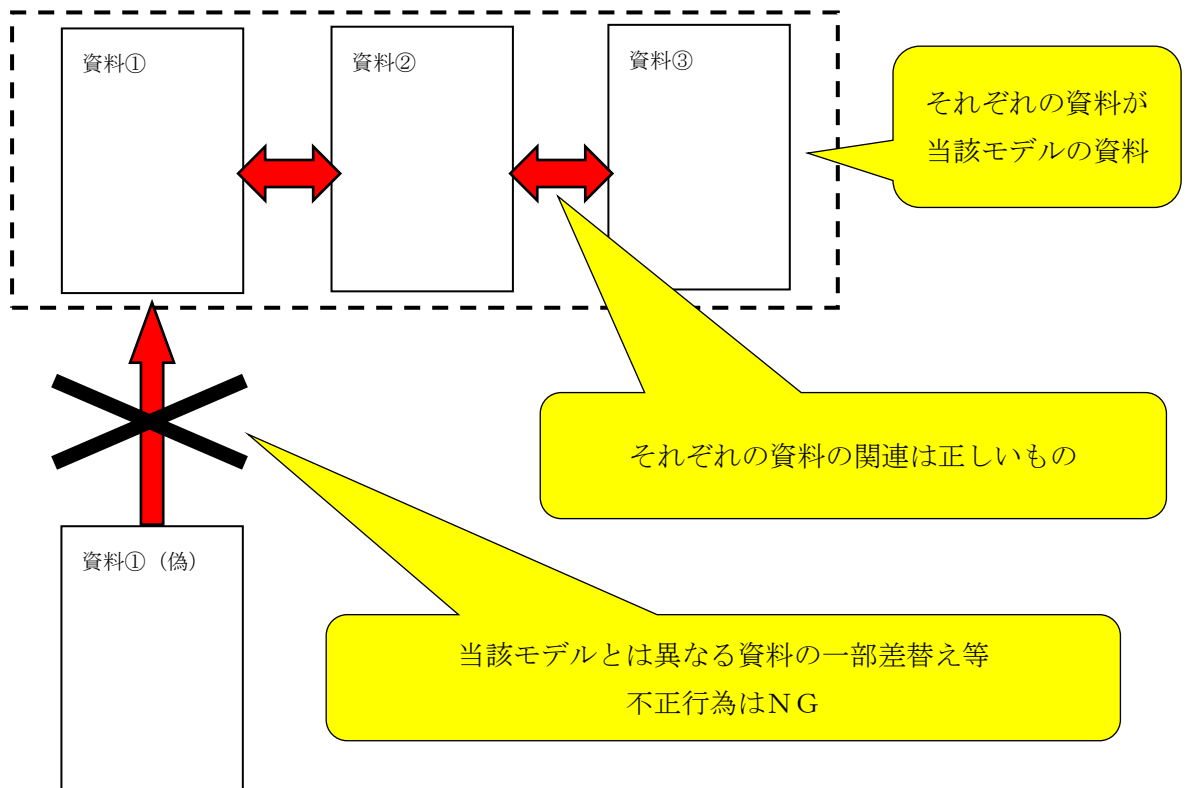 資料①
資料②
資料③
それぞれの資料が
当該モデルの資料
それぞれの資料の関連は正しいもの
資料①（偽）
当該モデルとは異なる資料の一部差替え等
不正行為はＮＧ